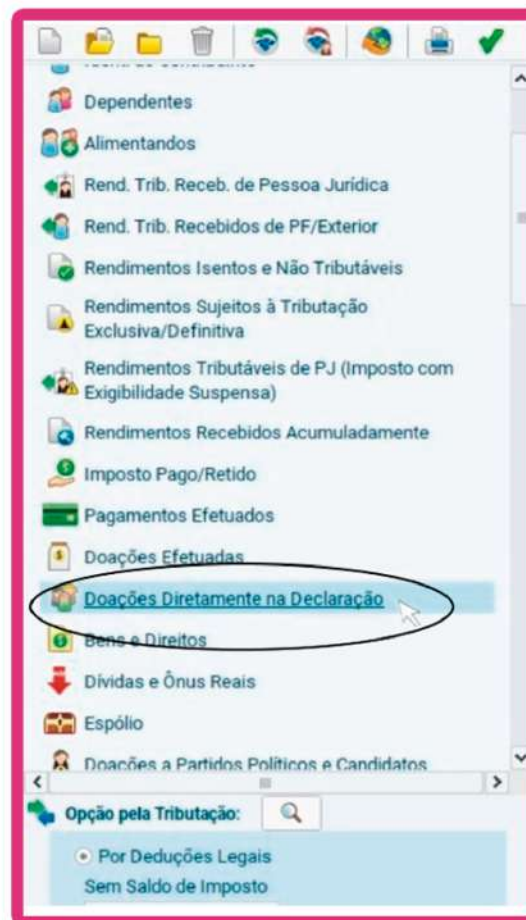 Dependentes
Alimentandos
Rend. Trib. Receb. de Pessoa Jurídica
Rend. Trib. Recebidos de PF/Exterior
Rendimentos Isentos e Não Tributáveis
Rendimentos Sujeitos à Tributação
Exclusiva/Definitiva
Rendimentos Tributáveis de PJ (Imposto com
Exigibilidade Suspensa)
Rendimentos Recebidos Acumuladamente
Imposto Pago/Retido
Pagamentos Efetuados
Doações Efetuadas
Doações Diretamente na Declaração
Bens e Direitos
Dívidas e Ônus Reais
Espólio
Doações a Partidos Políticos e Candidatos
Opção pela Tributação:
Por Deduções Legais
Sem Saldo de Imposto